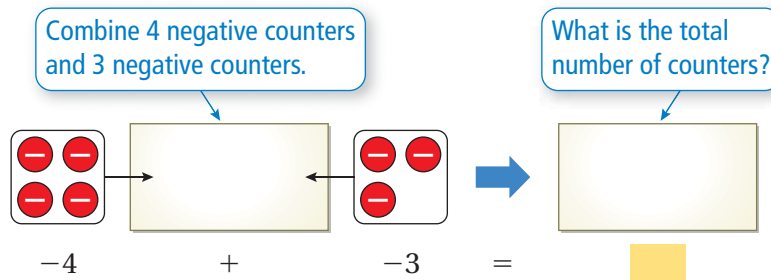 Combine 4 negative counters
and 3 negative counters.
What is the total
number of counters?
−4 + −3 =